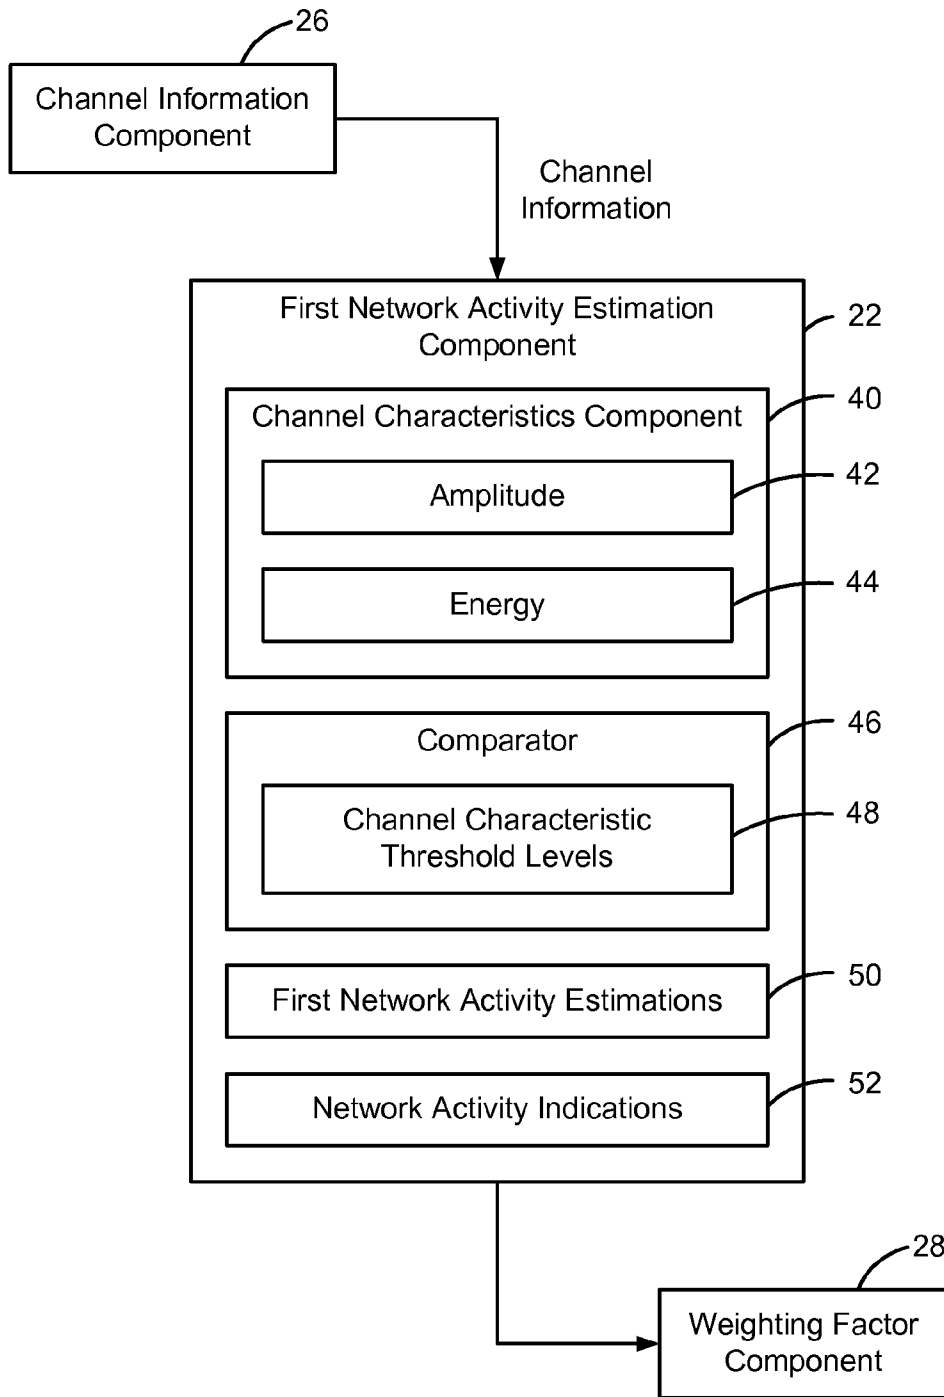 26
Channel Information
Component
Channel
Information
First Network Activity Estimation
Component
22
Channel Characteristics Component
40
Amplitude
42
Energy
44
Comparator
46
Channel Characteristic
Threshold Levels
48
First Network Activity Estimations
50
Network Activity Indications
52
28
Weighting Factor
Component